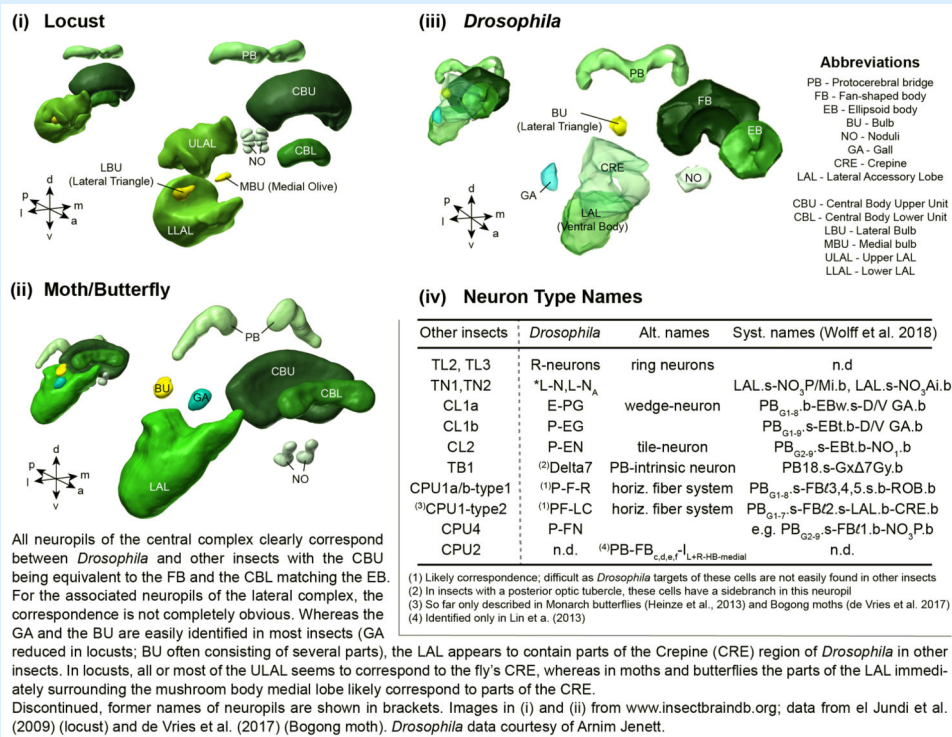 (i) Locust
PB
CBU
ULAL
NO
CBL
LBU
(Lateral Triangle)
MBU (Medial Olive)
LLAL
d
p
m
l
a
v
(iii) Drosophila
PB
BU
(Lateral Triangle)
FB
EB
CRE
NO
GA
LAL
(Ventral Body)
d
p
m
l
a
v
Abbreviations
PB - Protocerebral bridge
FB - Fan-shaped body
EB - Ellipsoid body
BU - Bulb
NO - Noduli
GA - Gall
CRE - Crepine
LAL - Lateral Accessory Lobe
CBU - Central Body Upper Unit
CBL - Central Body Lower Unit
LBU - Lateral Bulb
MBU - Medial bulb
ULAL - Upper LAL
LLAL - Lower LAL
(ii) Moth/Butterfly
PB
CBU
BU
GA
CBL
LAL
NO
d
p
m
l
a
v
(iv) Neuron Type Names
Other insects Drosophila Alt. names Syst. names (Wolff et al. 2018)
TL2, TL3 R-neurons ring neurons n.d
TN1,TN2 *L-N,L-N_A LAL.s-NO₃P/Mi.b, LAL.s-NO₃Ai.b
CL1a E-PG wedge-neuron PB_G1-8.b-EBw.s-D/V GA.b
CL1b P-EG PB_G1-9.s-EBt.b-D/V GA.b
CL2 P-EN tile-neuron PB_G2-9.s-EBt.b-NO₁.b
TB1 ⁽²⁾Delta7 PB-intrinsic neuron PB18.s-GxΔ7Gy.b
CPU1a/b-type1 ⁽¹⁾P-F-R horiz. fiber system PB_G1-8.s-FBℓ3,4,5.s.b-ROB.b
⁽³⁾CPU1-type2 ⁽¹⁾PF-LC horiz. fiber system PB_G1-7.s-FBℓ2.s-LAL.b-CRE.b
CPU4 P-FN e.g. PB_G2-9.s-FBℓ1.b-NO₃P.b
CPU2 n.d. ⁽⁴⁾PB-FB_c,d,e,f-I_L+R-HB-medial n.d.
(1) Likely correspondence; difficult as Drosophila targets of these cells are not easily found in other insects
(2) In insects with a posterior optic tubercle, these cells have a sidebranch in this neuropil
(3) So far only described in Monarch butterflies (Heinze et al., 2013) and Bogong moths (de Vries et al. 2017)
(4) Identified only in Lin et a. (2013)
All neuropils of the central complex clearly correspond
between Drosophila and other insects with the CBU
being equivalent to the FB and the CBL matching the EB.
For the associated neuropils of the lateral complex, the
correspondence is not completely obvious. Whereas the
GA and the BU are easily identified in most insects (GA
reduced in locusts; BU often consisting of several parts), the LAL appears to contain parts of the Crepine (CRE) region of Drosophila in other
insects. In locusts, all or most of the ULAL seems to correspond to the fly's CRE, whereas in moths and butterflies the parts of the LAL immedi-
ately surrounding the mushroom body medial lobe likely correspond to parts of the CRE.
Discontinued, former names of neuropils are shown in brackets. Images in (i) and (ii) from www.insectbraindb.org; data from el Jundi et al.
(2009) (locust) and de Vries et al. (2017) (Bogong moth). Drosophila data courtesy of Arnim Jenett.